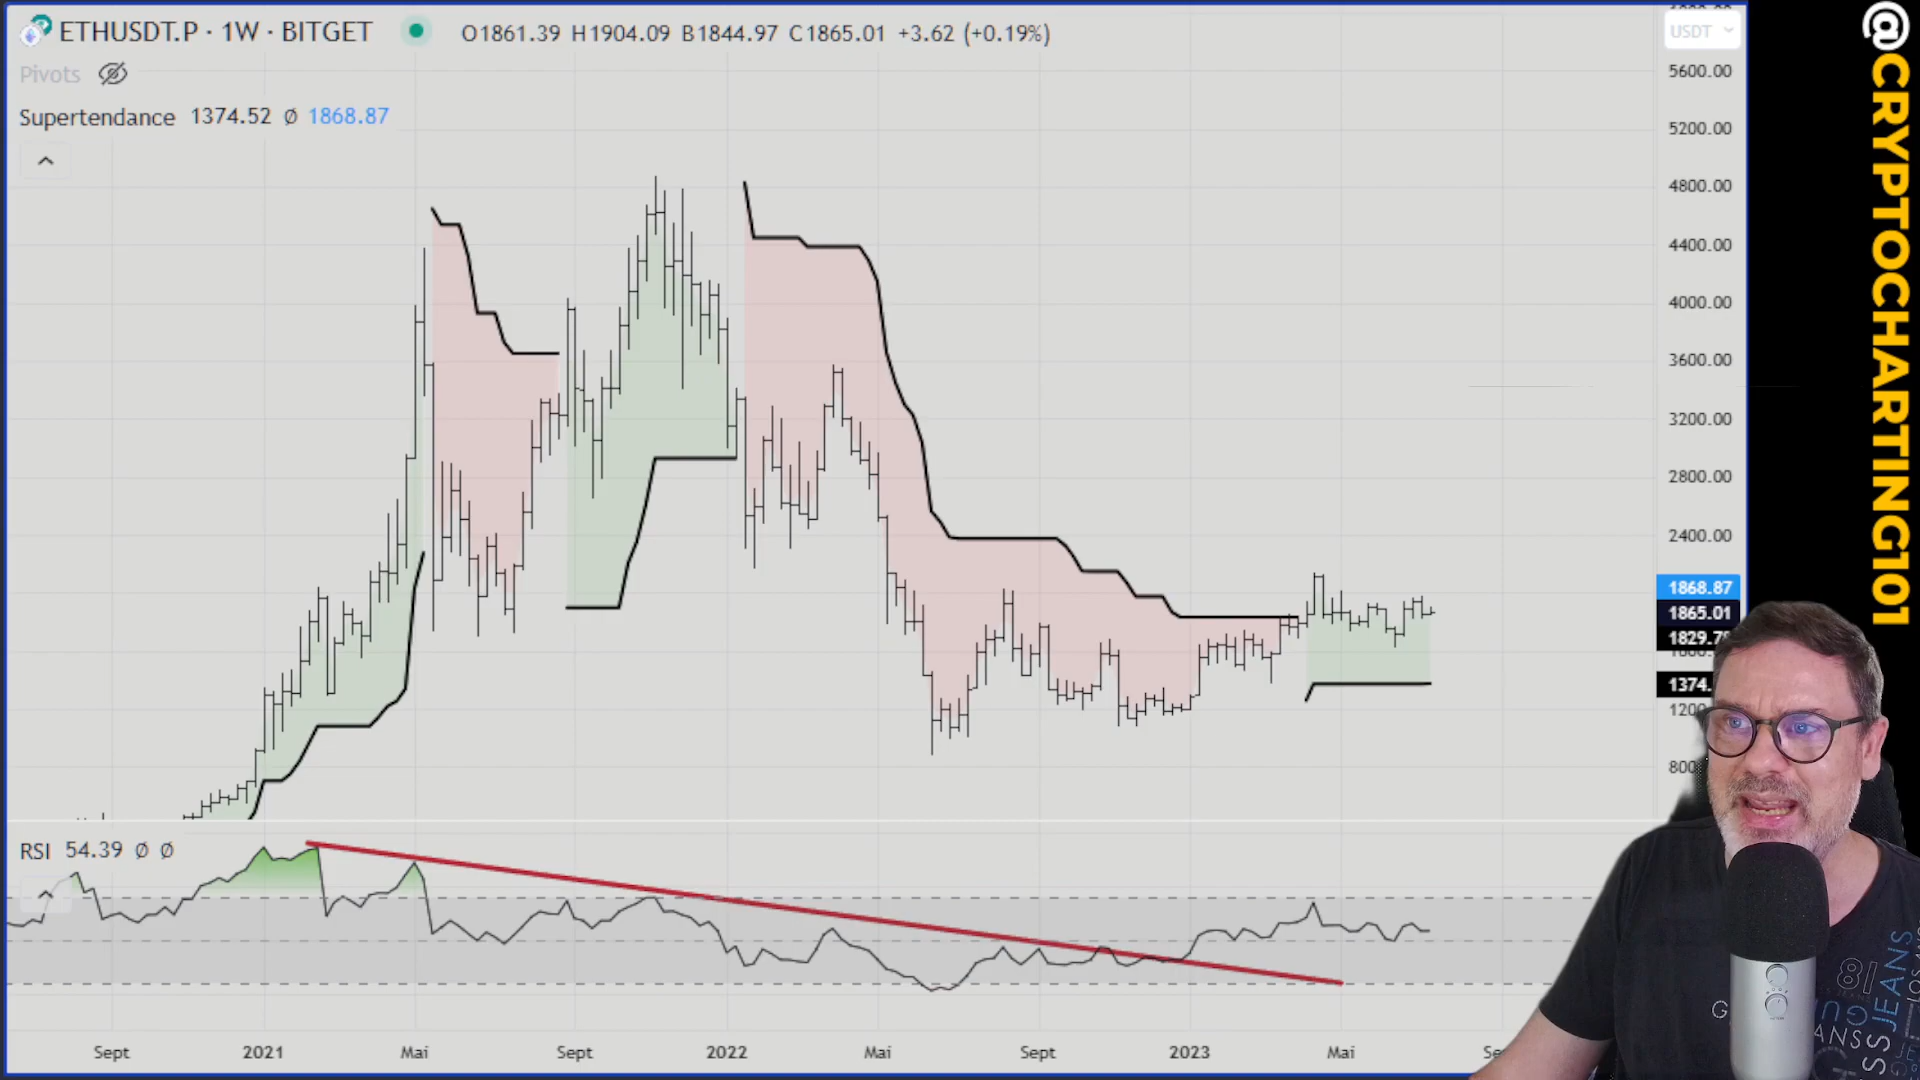 ETHUSDT.P · 1W · BITGET
O1861.39 H1904.09 B1844.97 C1865.01 +3.62 (+0.19%)
Pivots
Supertendance 1374.52 Ø 1868.87
USDT
5600.00
5200.00
4800.00
4400.00
4000.00
3600.00
3200.00
2800.00
2400.00
1868.87
1865.01
1374.
RSI 54.39 Ø Ø
Sept
2021
Mai
Sept
2022
Mai
Sept
2023
Mai
@CRYPTOCHARTING101
81
JEANS